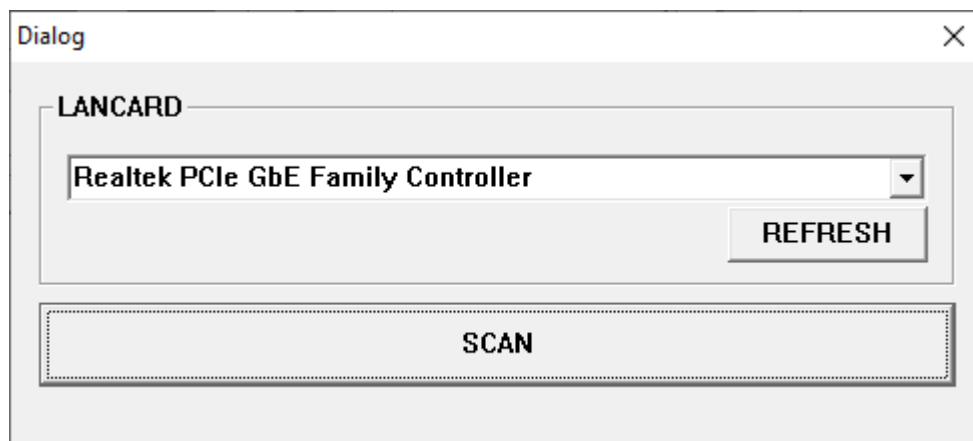 Dialog
LANCARD
Realtek PCIe GbE Family Controller
REFRESH
SCAN